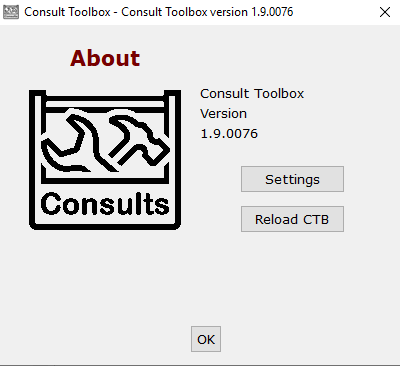 Consult Toolbox - Consult Toolbox version 1.9.0076
About
Consult Toolbox
Version
1.9.0076
Consults
Settings
Reload CTB
OK